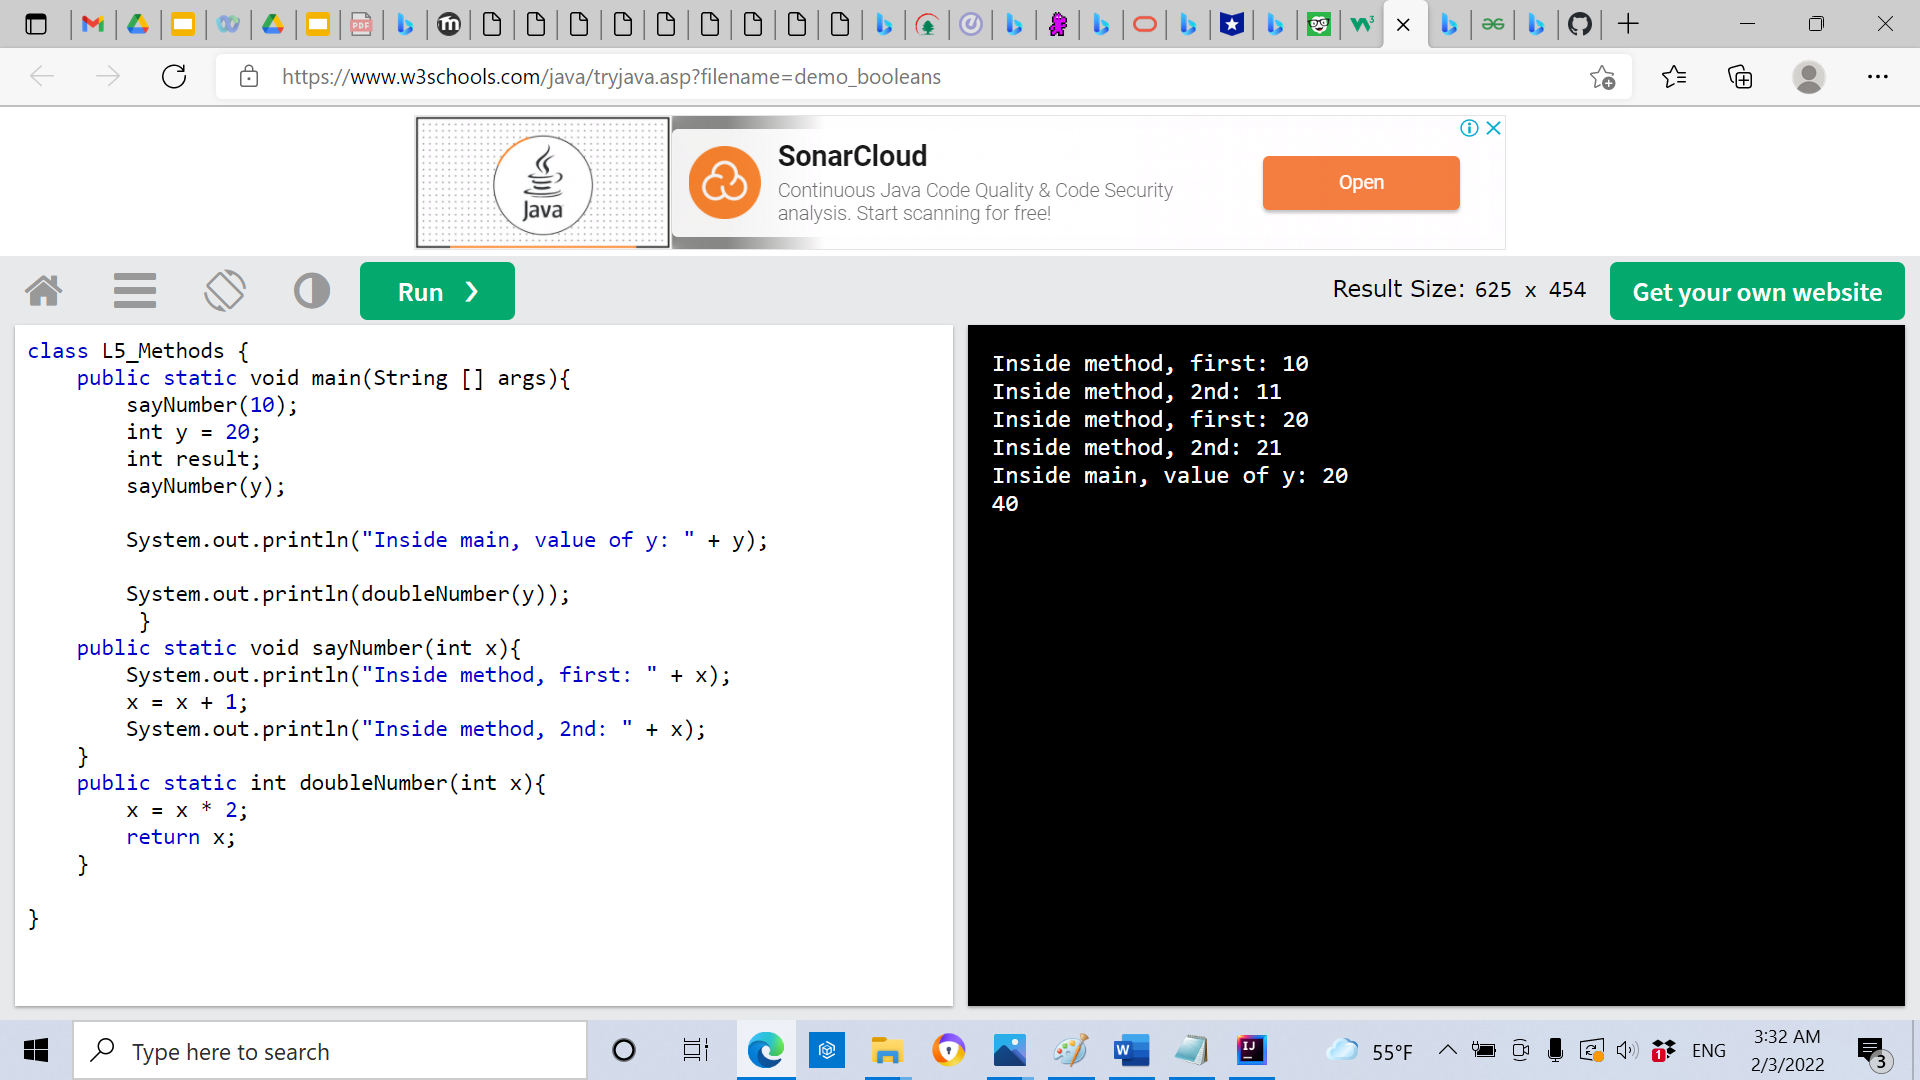 https://www.w3schools.com/java/tryjava.asp?filename=demo_booleans
Java
SonarCloud
Continuous Java Code Quality & Code Security
analysis. Start scanning for free!
Open
Run ❯
Result Size: 625 x 454
Get your own website
class L5_Methods {
    public static void main(String [] args){
        sayNumber(10);
        int y = 20;
        int result;
        sayNumber(y);
        System.out.println("Inside main, value of y: " + y);
        System.out.println(doubleNumber(y));
         }
    public static void sayNumber(int x){
        System.out.println("Inside method, first: " + x);
        x = x + 1;
        System.out.println("Inside method, 2nd: " + x);
    }
    public static int doubleNumber(int x){
        x = x * 2;
        return x;
    }
}
Inside method, first: 10
Inside method, 2nd: 11
Inside method, first: 20
Inside method, 2nd: 21
Inside main, value of y: 20
40
Type here to search
55°F
ENG
3:32 AM
2/3/2022
3